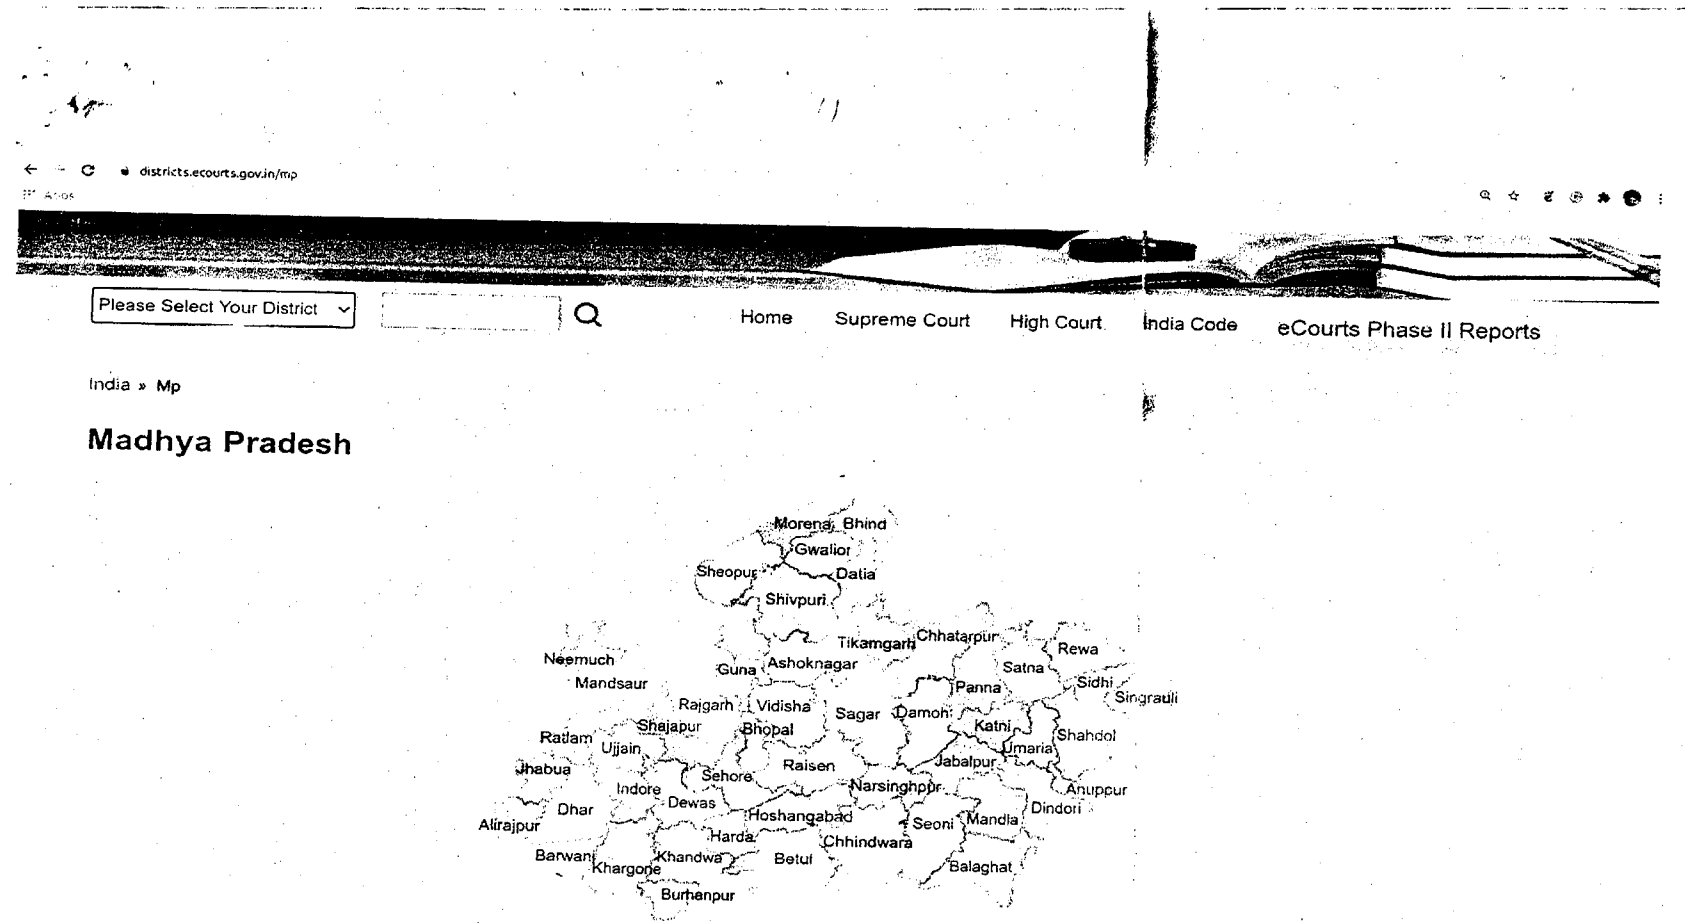 districts.ecourts.gov.in/mp
Apps
Please Select Your District
Home Supreme Court High Court India Code eCourts Phase II Reports
India » Mp
Madhya Pradesh
Morena Bhind
Gwalior
Sheopur Datia
Shivpuri
Tikamgarh Chhatarpur Rewa
Neemuch Guna Ashoknagar Satna
Mandsaur Panna Sidhi Singrauli
Rajgarh Vidisha Sagar Damoh
Shajapur Bhopal Katni Shahdol
Ratlam Ujjain Umaria
Jhabua Sehore Raisen Jabalpur
Indore Dewas Narsinghpur Anuppur
Alirajpur Dhar Hoshangabad Seoni Mandla Dindori
Harda Chhindwara
Barwani Khargone Khandwa Betul Balaghat
Burhanpur